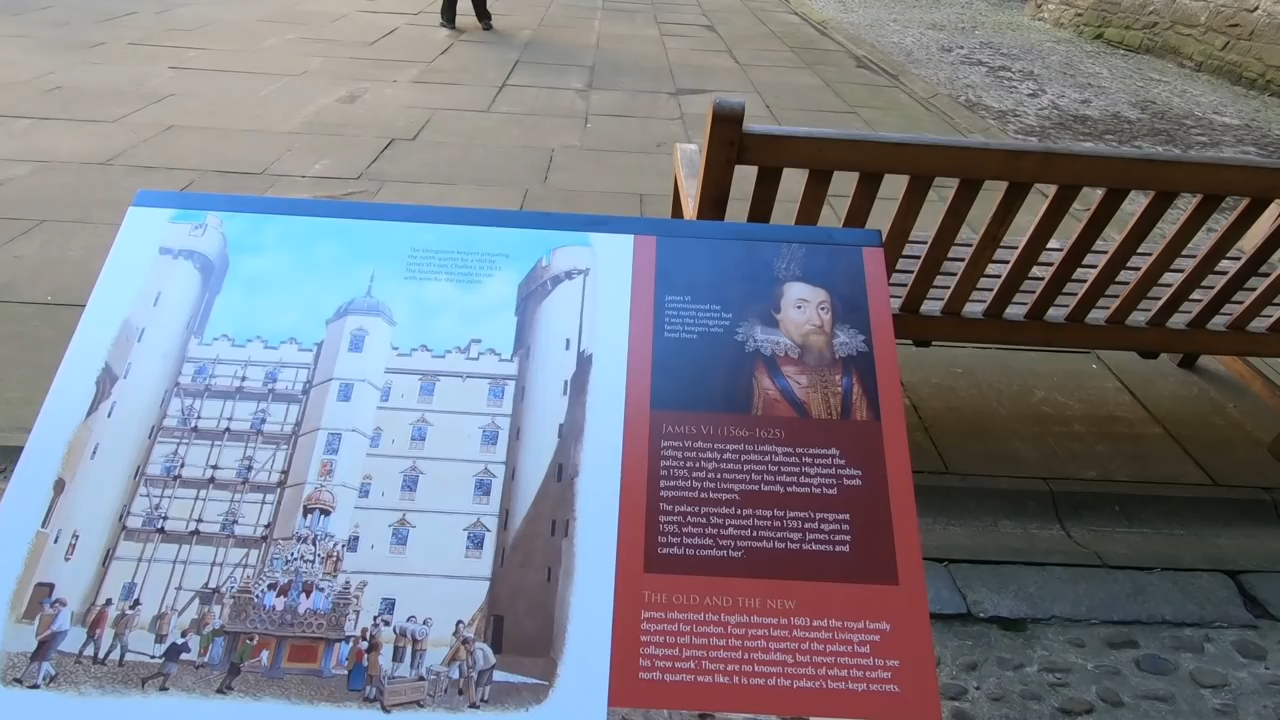 The Livingstone keepers preparing
the north quarter for a visit by
James VI's son, Charles I, in 1633.
The fountain was made to run
with wine for the occasion.
James VI
commissioned the
new north quarter but
it was the Livingstone
family keepers who
lived there.
JAMES VI (1566–1625)
James VI often escaped to Linlithgow, occasionally
riding out sulkily after political fallouts. He used the
palace as a high-status prison for some Highland nobles
in 1595, and as a nursery for his infant daughters – both
guarded by the Livingstone family, whom he had
appointed as keepers.
The palace provided a pit-stop for James's pregnant
queen, Anna. She paused here in 1593 and again in
1595, when she suffered a miscarriage. James came
to her bedside, 'very sorrowful for her sickness and
careful to comfort her'.
THE OLD AND THE NEW
James inherited the English throne in 1603 and the royal family
departed for London. Four years later, Alexander Livingstone
wrote to tell him that the north quarter of the palace had
collapsed. James ordered a rebuilding, but never returned to see
his 'new work'. There are no known records of what the earlier
north quarter was like. It is one of the palace's best-kept secrets.